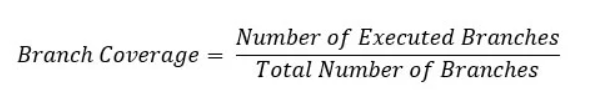 Branch Coverage = Number of Executed Branches
Total Number of Branches